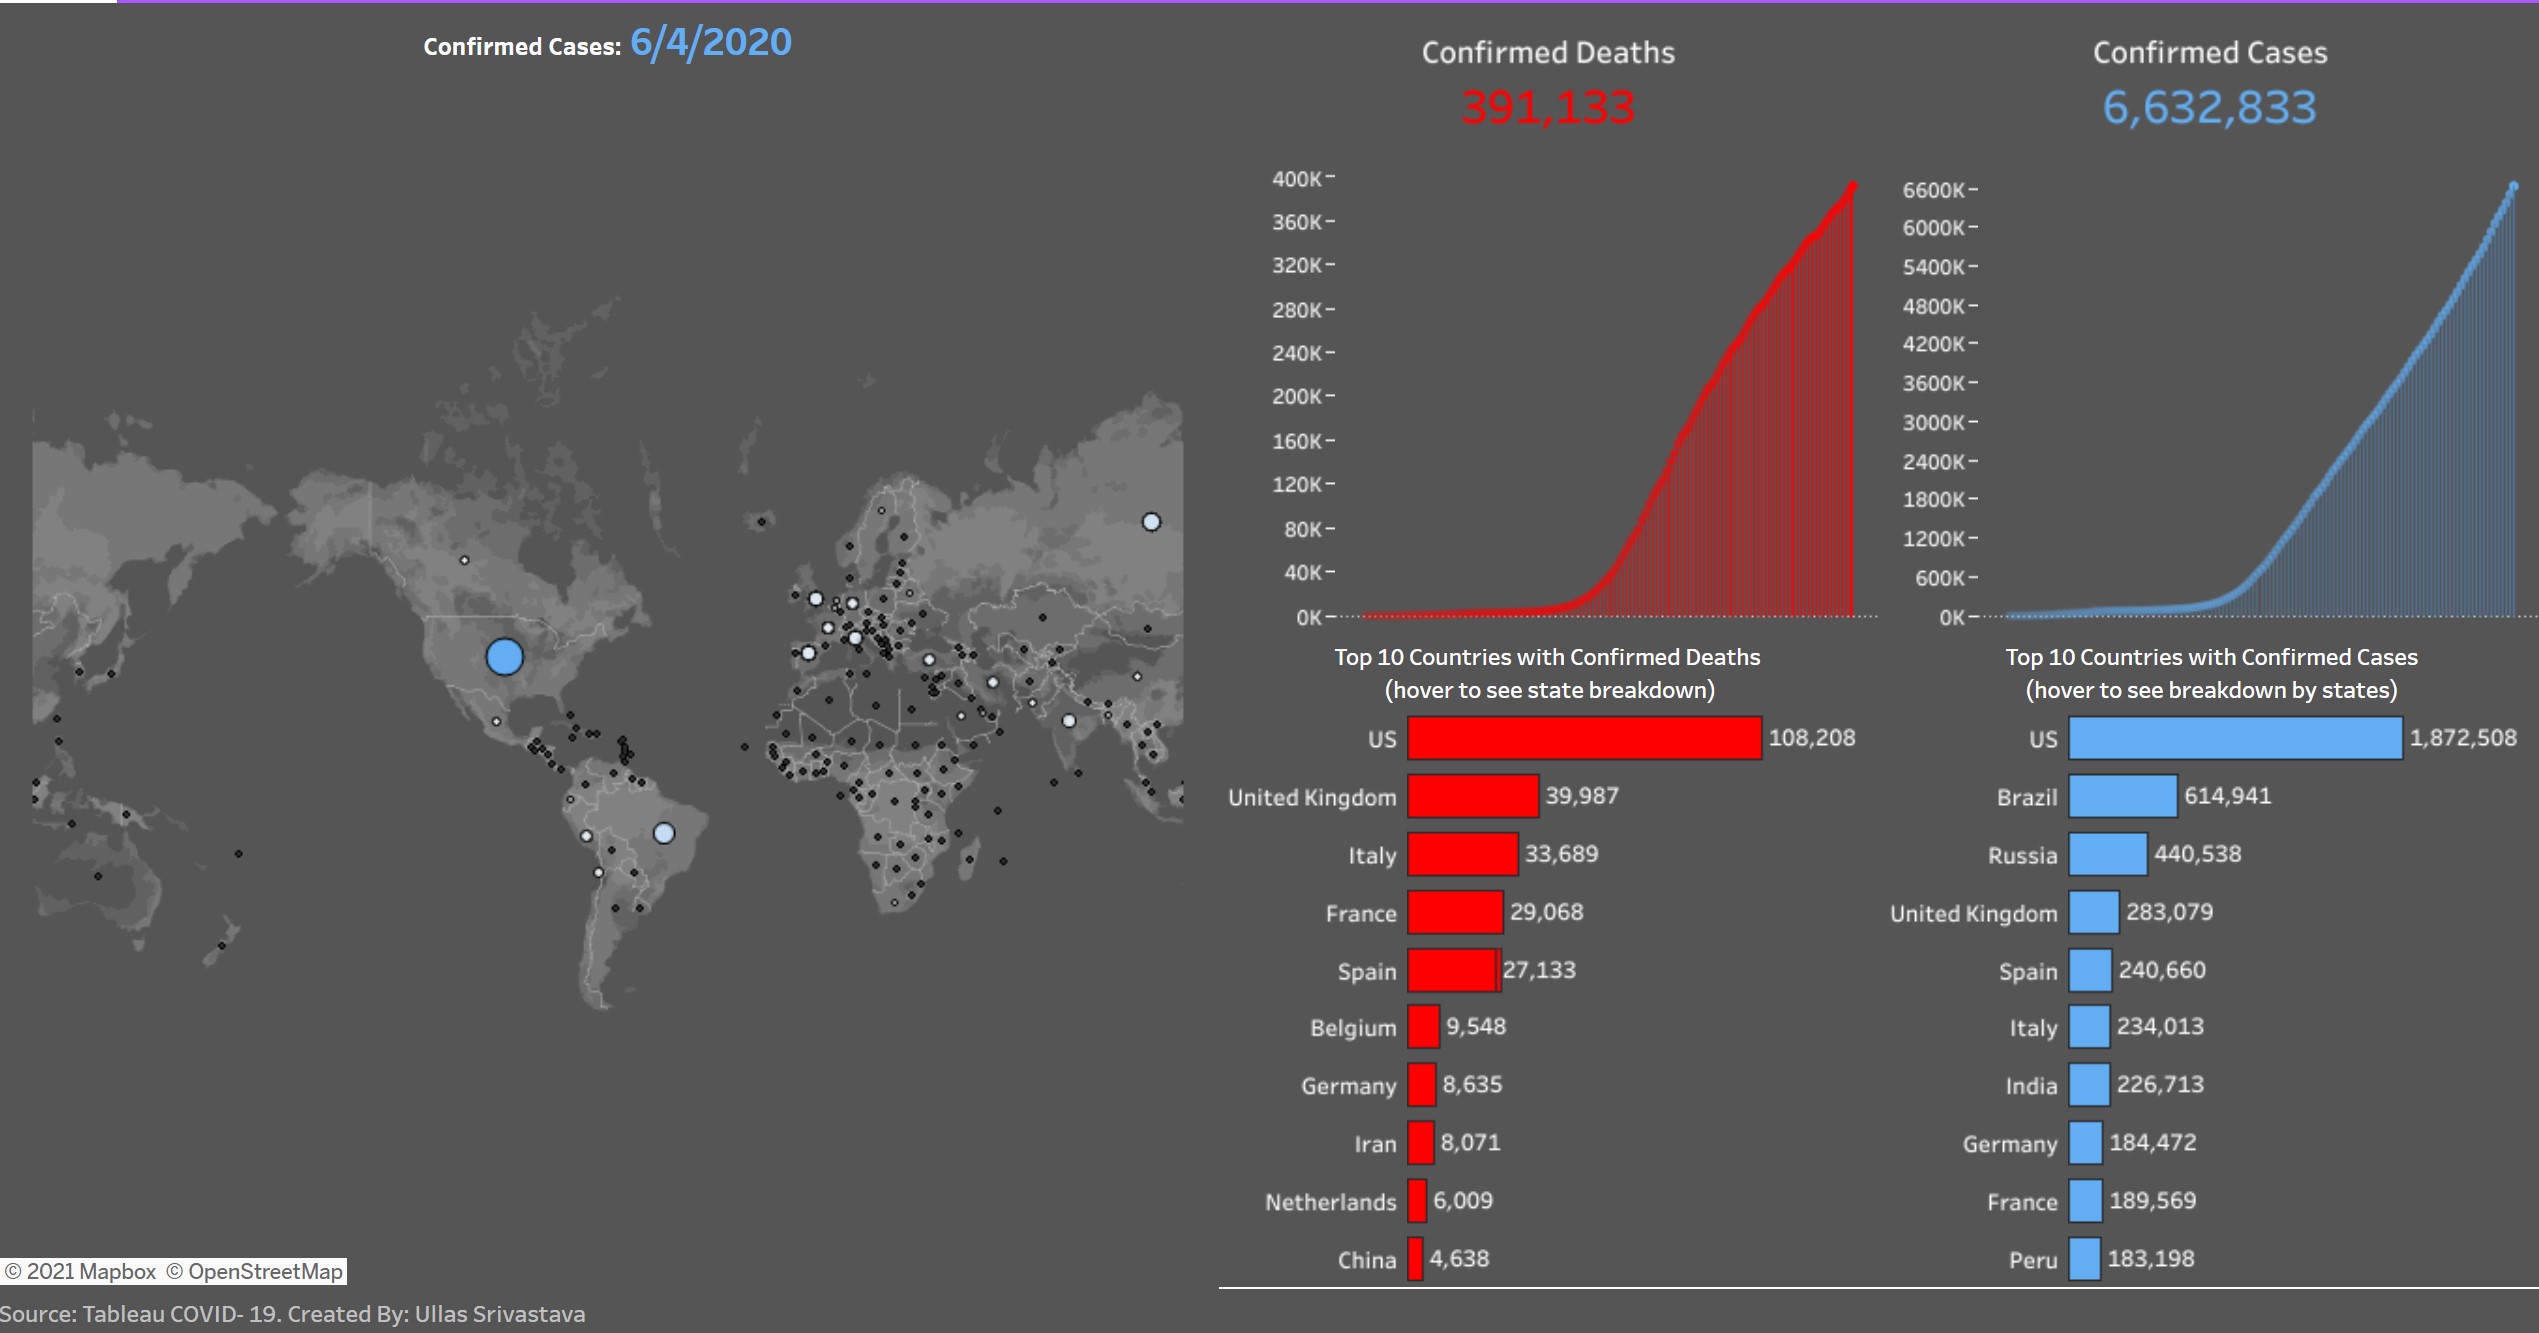 Confirmed Cases: 6/4/2020
Confirmed Deaths
391,133
400K
360K
320K
280K
240K
200K
160K
120K
80K
40K
0K
Confirmed Cases
6,632,833
6600K
6000K
5400K
4800K
4200K
3600K
3000K
2400K
1800K
1200K
600K
0K
Top 10 Countries with Confirmed Deaths
(hover to see state breakdown)
US 108,208
United Kingdom 39,987
Italy 33,689
France 29,068
Spain 27,133
Belgium 9,548
Germany 8,635
Iran 8,071
Netherlands 6,009
China 4,638
Top 10 Countries with Confirmed Cases
(hover to see breakdown by states)
US 1,872,508
Brazil 614,941
Russia 440,538
United Kingdom 283,079
Spain 240,660
Italy 234,013
India 226,713
Germany 184,472
France 189,569
Peru 183,198
© 2021 Mapbox © OpenStreetMap
Source: Tableau COVID- 19. Created By: Ullas Srivastava